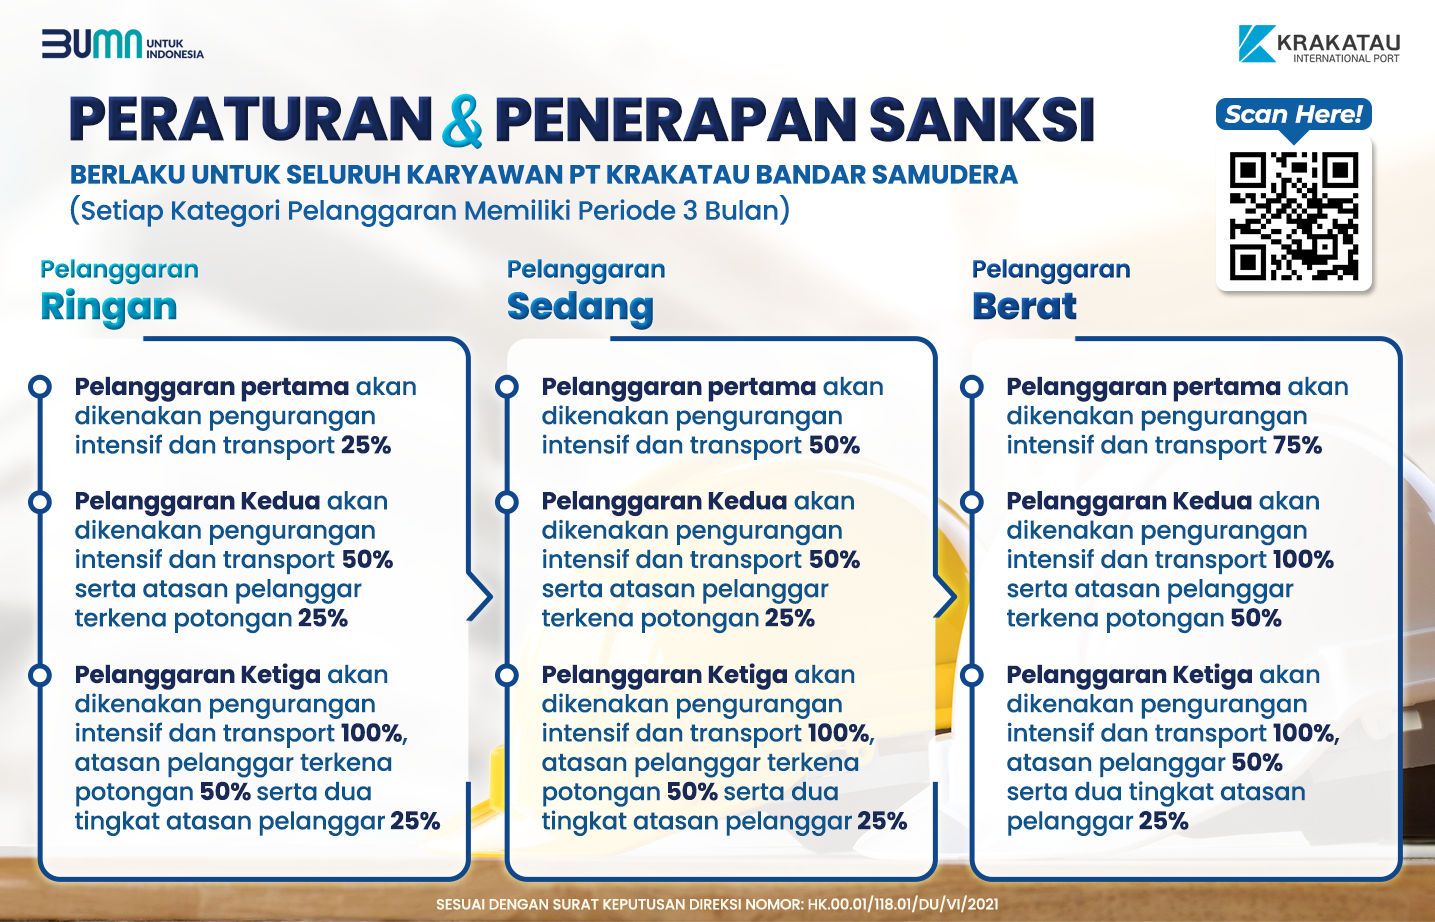 BUMN UNTUK
INDONESIA
KRAKATAU
INTERNATIONAL PORT
PERATURAN & PENERAPAN SANKSI
Scan Here!
BERLAKU UNTUK SELURUH KARYAWAN PT KRAKATAU BANDAR SAMUDERA
(Setiap Kategori Pelanggaran Memiliki Periode 3 Bulan)
Pelanggaran
Ringan
Pelanggaran pertama akan
dikenakan pengurangan
intensif dan transport 25%
Pelanggaran Kedua akan
dikenakan pengurangan
intensif dan transport 50%
serta atasan pelanggar
terkena potongan 25%
Pelanggaran Ketiga akan
dikenakan pengurangan
intensif dan transport 100%,
atasan pelanggar terkena
potongan 50% serta dua
tingkat atasan pelanggar 25%
Pelanggaran
Sedang
Pelanggaran pertama akan
dikenakan pengurangan
intensif dan transport 50%
Pelanggaran Kedua akan
dikenakan pengurangan
intensif dan transport 50%
serta atasan pelanggar
terkena potongan 25%
Pelanggaran Ketiga akan
dikenakan pengurangan
intensif dan transport 100%,
atasan pelanggar terkena
potongan 50% serta dua
tingkat atasan pelanggar 25%
Pelanggaran
Berat
Pelanggaran pertama akan
dikenakan pengurangan
intensif dan transport 75%
Pelanggaran Kedua akan
dikenakan pengurangan
intensif dan transport 100%
serta atasan pelanggar
terkena potongan 50%
Pelanggaran Ketiga akan
dikenakan pengurangan
intensif dan transport 100%,
atasan pelanggar 50%
serta dua tingkat atasan
pelanggar 25%
SESUAI DENGAN SURAT KEPUTUSAN DIREKSI NOMOR: HK.00.01/118.01/DU/VI/2021